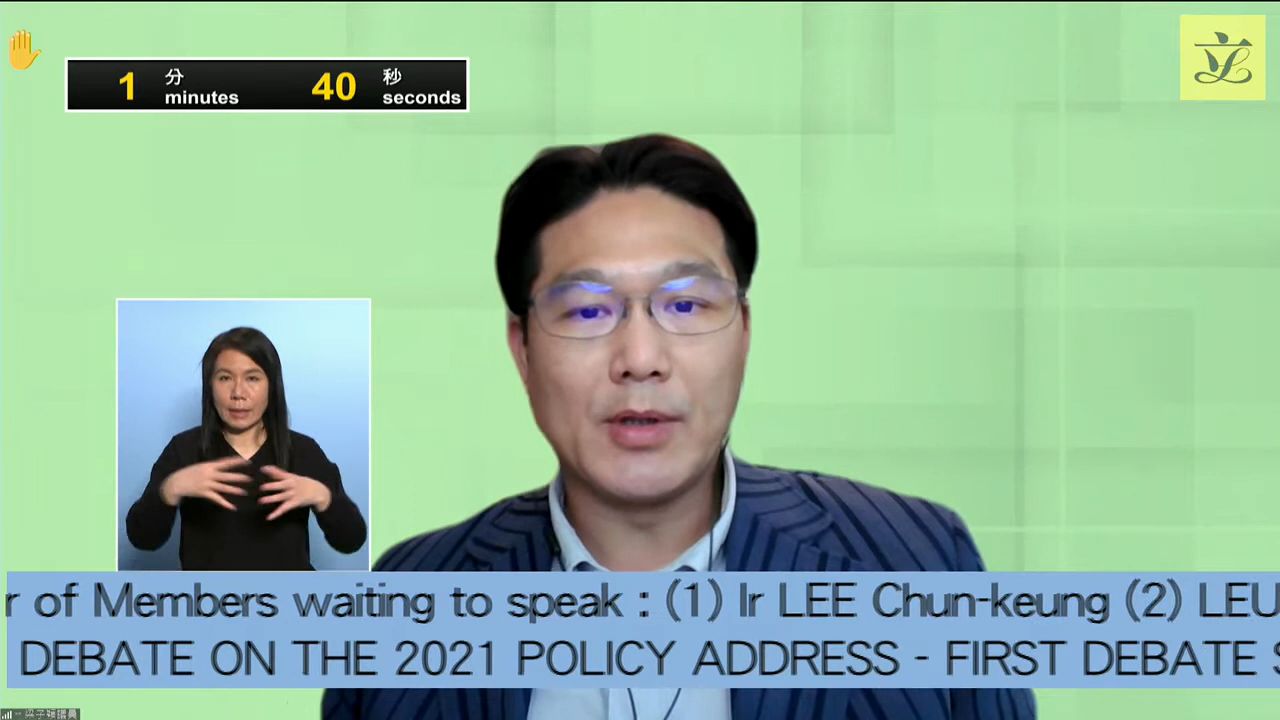 1 分 minutes 40 秒 seconds
立
r of Members waiting to speak : (1) Ir LEE Chun-keung (2) LEU
DEBATE ON THE 2021 POLICY ADDRESS - FIRST DEBATE S